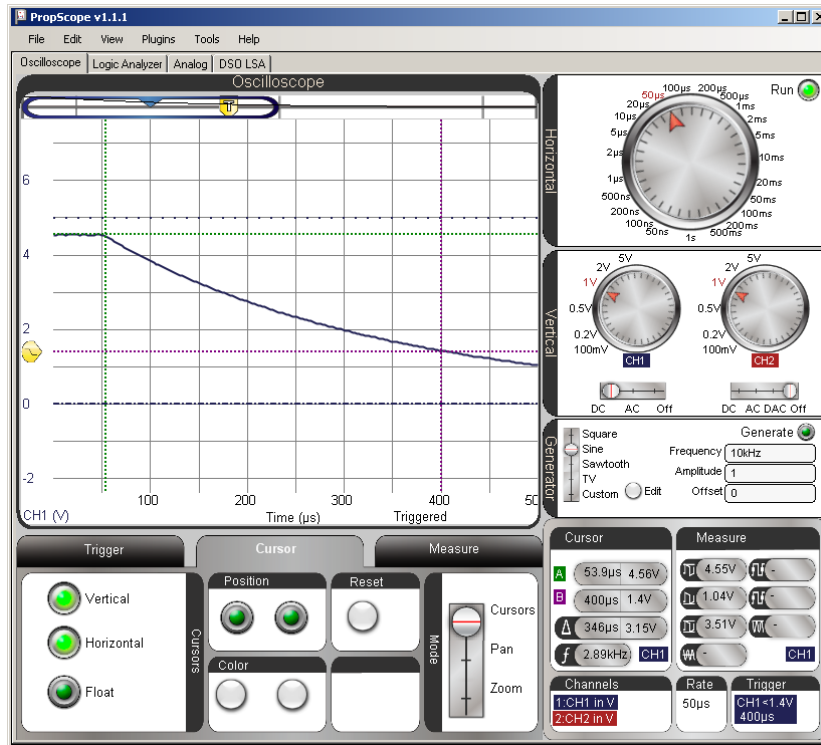 PropScope v1.1.1
File Edit View Plugins Tools Help
Oscilloscope Logic Analyzer Analog DSO LSA
Oscilloscope
T
6
4
2
0
-2
100 200 300 400 50
CH1 (V) Time (µs) Triggered
Horizontal
Run
50µs 100µs 200µs 500µs
20µs 1ms
10µs 2ms
5µs 5ms
2µs 10ms
1µs 20ms
500ns 50ms
200ns 100ms
100ns 200ms
50ns 1s 500ms
Vertical
5V 5V
2V 2V
1V 1V
0.5V 0.5V
0.2V 0.2V
100mV 100mV
CH1 CH2
DC AC Off DC AC DAC Off
Generator
Square
Sine
Sawtooth
TV
Custom Edit
Generate
Frequency 10kHz
Amplitude 1
Offset 0
Trigger Cursor Measure
Vertical
Horizontal
Float
Cursors
Position Reset
Color
Mode
Cursors
Pan
Zoom
Cursor
A 53.9µs 4.56V
B 400µs 1.4V
Δ 346µs 3.15V
f 2.89kHz CH1
Measure
4.55V -
1.04V -
3.51V -
- CH1
Channels
1:CH1 in V
2:CH2 in V
Rate
50µs
Trigger
CH1<1.4V
400µs